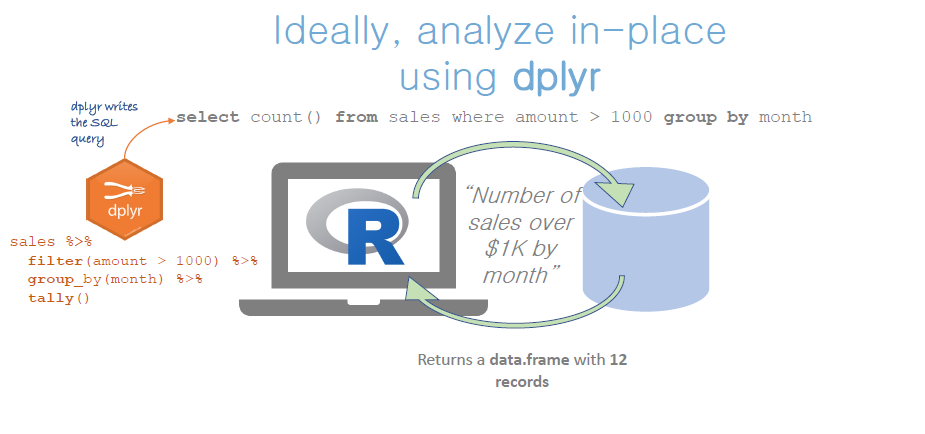 Ideally, analyze in-place
using dplyr
dplyr writes
the SQL
query
select count() from sales where amount > 1000 group by month
dplyr
sales %>%
filter(amount > 1000) %>%
group_by(month) %>%
tally()
R
“Number of
sales over
$1K by
month”
Returns a data.frame with 12
records